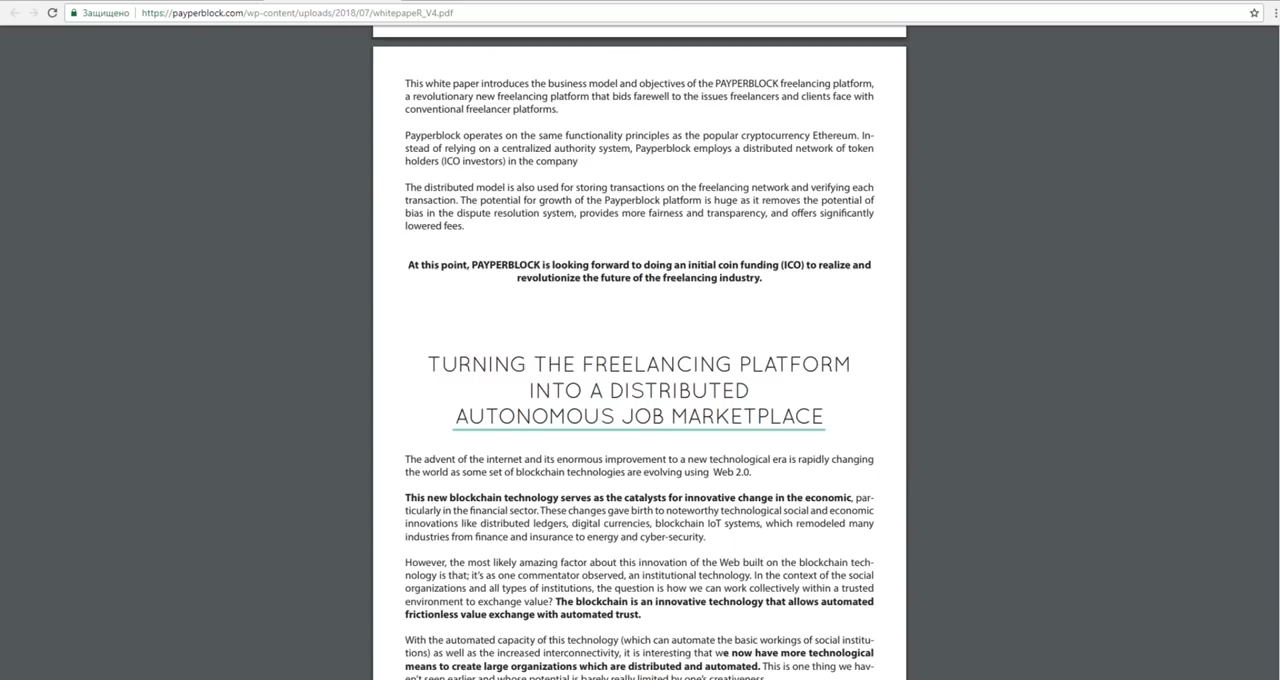 Защищено https://payperblock.com/wp-content/uploads/2018/07/whitepapeR_V4.pdf
This white paper introduces the business model and objectives of the PAYPERBLOCK freelancing platform,
a revolutionary new freelancing platform that bids farewell to the issues freelancers and clients face with
conventional freelancer platforms.
Payperblock operates on the same functionality principles as the popular cryptocurrency Ethereum. In-
stead of relying on a centralized authority system, Payperblock employs a distributed network of token
holders (ICO investors) in the company
The distributed model is also used for storing transactions on the freelancing network and verifying each
transaction. The potential for growth of the Payperblock platform is huge as it removes the potential of
bias in the dispute resolution system, provides more fairness and transparency, and offers significantly
lowered fees.
At this point, PAYPERBLOCK is looking forward to doing an initial coin funding (ICO) to realize and
revolutionize the future of the freelancing industry.
TURNING THE FREELANCING PLATFORM
INTO A DISTRIBUTED
AUTONOMOUS JOB MARKETPLACE
The advent of the internet and its enormous improvement to a new technological era is rapidly changing
the world as some set of blockchain technologies are evolving using Web 2.0.
This new blockchain technology serves as the catalysts for innovative change in the economic, par-
ticularly in the financial sector. These changes gave birth to noteworthy technological social and economic
innovations like distributed ledgers, digital currencies, blockchain IoT systems, which remodeled many
industries from finance and insurance to energy and cyber-security.
However, the most likely amazing factor about this innovation of the Web built on the blockchain tech-
nology is that; it's as one commentator observed, an institutional technology. In the context of the social
organizations and all types of institutions, the question is how we can work collectively within a trusted
environment to exchange value? The blockchain is an innovative technology that allows automated
frictionless value exchange with automated trust.
With the automated capacity of this technology (which can automate the basic workings of social institu-
tions) as well as the increased interconnectivity, it is interesting that we now have more technological
means to create large organizations which are distributed and automated. This is one thing we hav-
en't seen earlier and whose potential is barely really limited by one's creativeness.